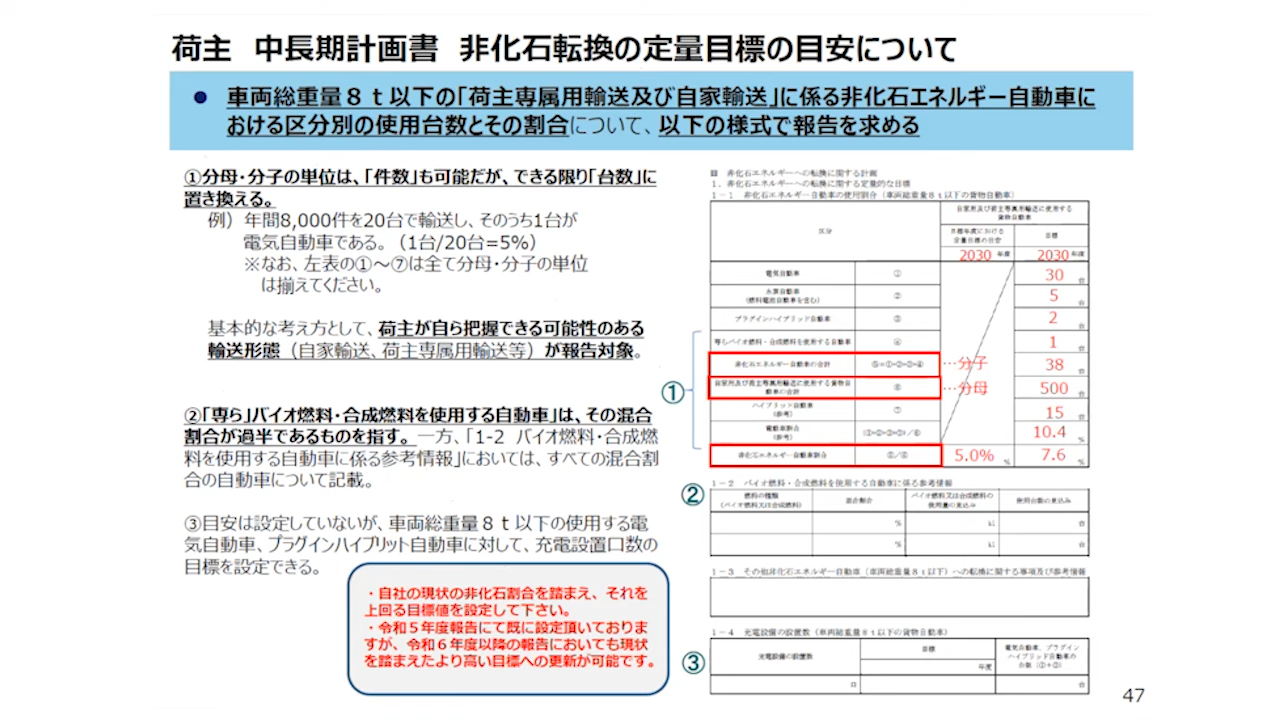 荷主　中長期計画書　非化石転換の定量目標の目安について
● 車両総重量８ｔ以下の「荷主専属用輸送及び自家輸送」に係る非化石エネルギー自動車に
おける区分別の使用台数とその割合について、以下の様式で報告を求める
①分母・分子の単位は、「件数」も可能だが、できる限り「台数」に
置き換える。
例）年間8,000件を20台で輸送し、そのうち1台が
電気自動車である。（1台/20台=5%）
※なお、左表の①～⑦は全て分母・分子の単位
は揃えてください。
基本的な考え方として、荷主が自ら把握できる可能性のある
輸送形態（自家輸送、荷主専属用輸送等）が報告対象。
②「専ら」バイオ燃料・合成燃料を使用する自動車」は、その混合
割合が過半であるものを指す。一方、「1-2 バイオ燃料・合成燃
料を使用する自動車に係る参考情報」においては、すべての混合割
合の自動車について記載。
③目安は設定していないが、車両総重量８ｔ以下の使用する電
気自動車、プラグインハイブリット自動車に対して、充電設置口数の
目標を設定できる。
・自社の現状の非化石割合を踏まえ、それを
上回る目標値を設定して下さい。
・令和５年度報告にて既に設定頂いておりま
すが、令和６年度以降の報告においても現状
を踏まえたより高い目標への更新が可能です。
Ⅲ　非化石エネルギーへの転換に関する計画
１．非化石エネルギーへの転換に関する定量的な目標
１－１　非化石エネルギー自動車の使用割合（車両総重量８ｔ以下の貨物自動車）
区分
自家用及び荷主専属用輸送に使用する
貨物自動車
目標年度における
定量目標の目安
目標
2030 年度
2030 年度
電気自動車 ① 30 台
水素自動車
（燃料電池自動車を含む） ② 5 台
プラグインハイブリッド自動車 ③ 2 台
専らバイオ燃料・合成燃料を使用する自動車 ④ 1 台
非化石エネルギー自動車の合計 ⑤＝①+②+③+④ …分子 38 台
自家用及び荷主専属用輸送に使用する貨物自
動車の合計 ⑥ …分母 500 台
ハイブリッド自動車
（参考） ⑦ 15 台
電動車割合
（参考） (①+②+③+⑦)／⑥ 10.4 %
非化石エネルギー自動車割合 ⑤／⑥ 5.0% % 7.6 %
①
②
１－２　バイオ燃料・合成燃料を使用する自動車に係る参考情報
燃料の種類
（バイオ燃料又は合成燃料）
混合割合
バイオ燃料又は合成燃料の
使用量の見込み
使用台数の見込み
% kl 台
% kl 台
１－３　その他非化石エネルギー自動車（車両総重量８ｔ以下）への転換に関する事項及び参考情報
③
１－４　充電設備の設置数（車両総重量８ｔ以下の貨物自動車）
充電設備の設置数
目標
年度
電気自動車、プラグイン
ハイブリッド自動車の
台数（①＋③）
口
台
47